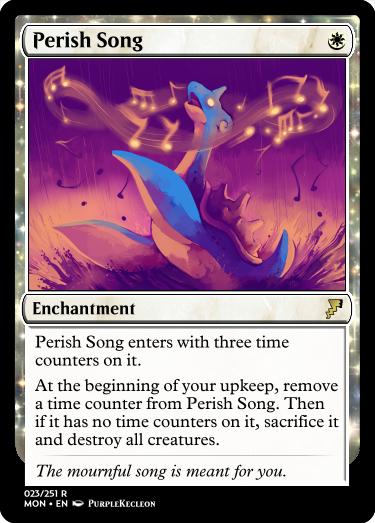 Perish Song
Enchantment
Perish Song enters with three time
counters on it.
At the beginning of your upkeep, remove
a time counter from Perish Song. Then
if it has no time counters on it, sacrifice it
and destroy all creatures.
The mournful song is meant for you.
023/251 R
MON • EN PurpleKecleon